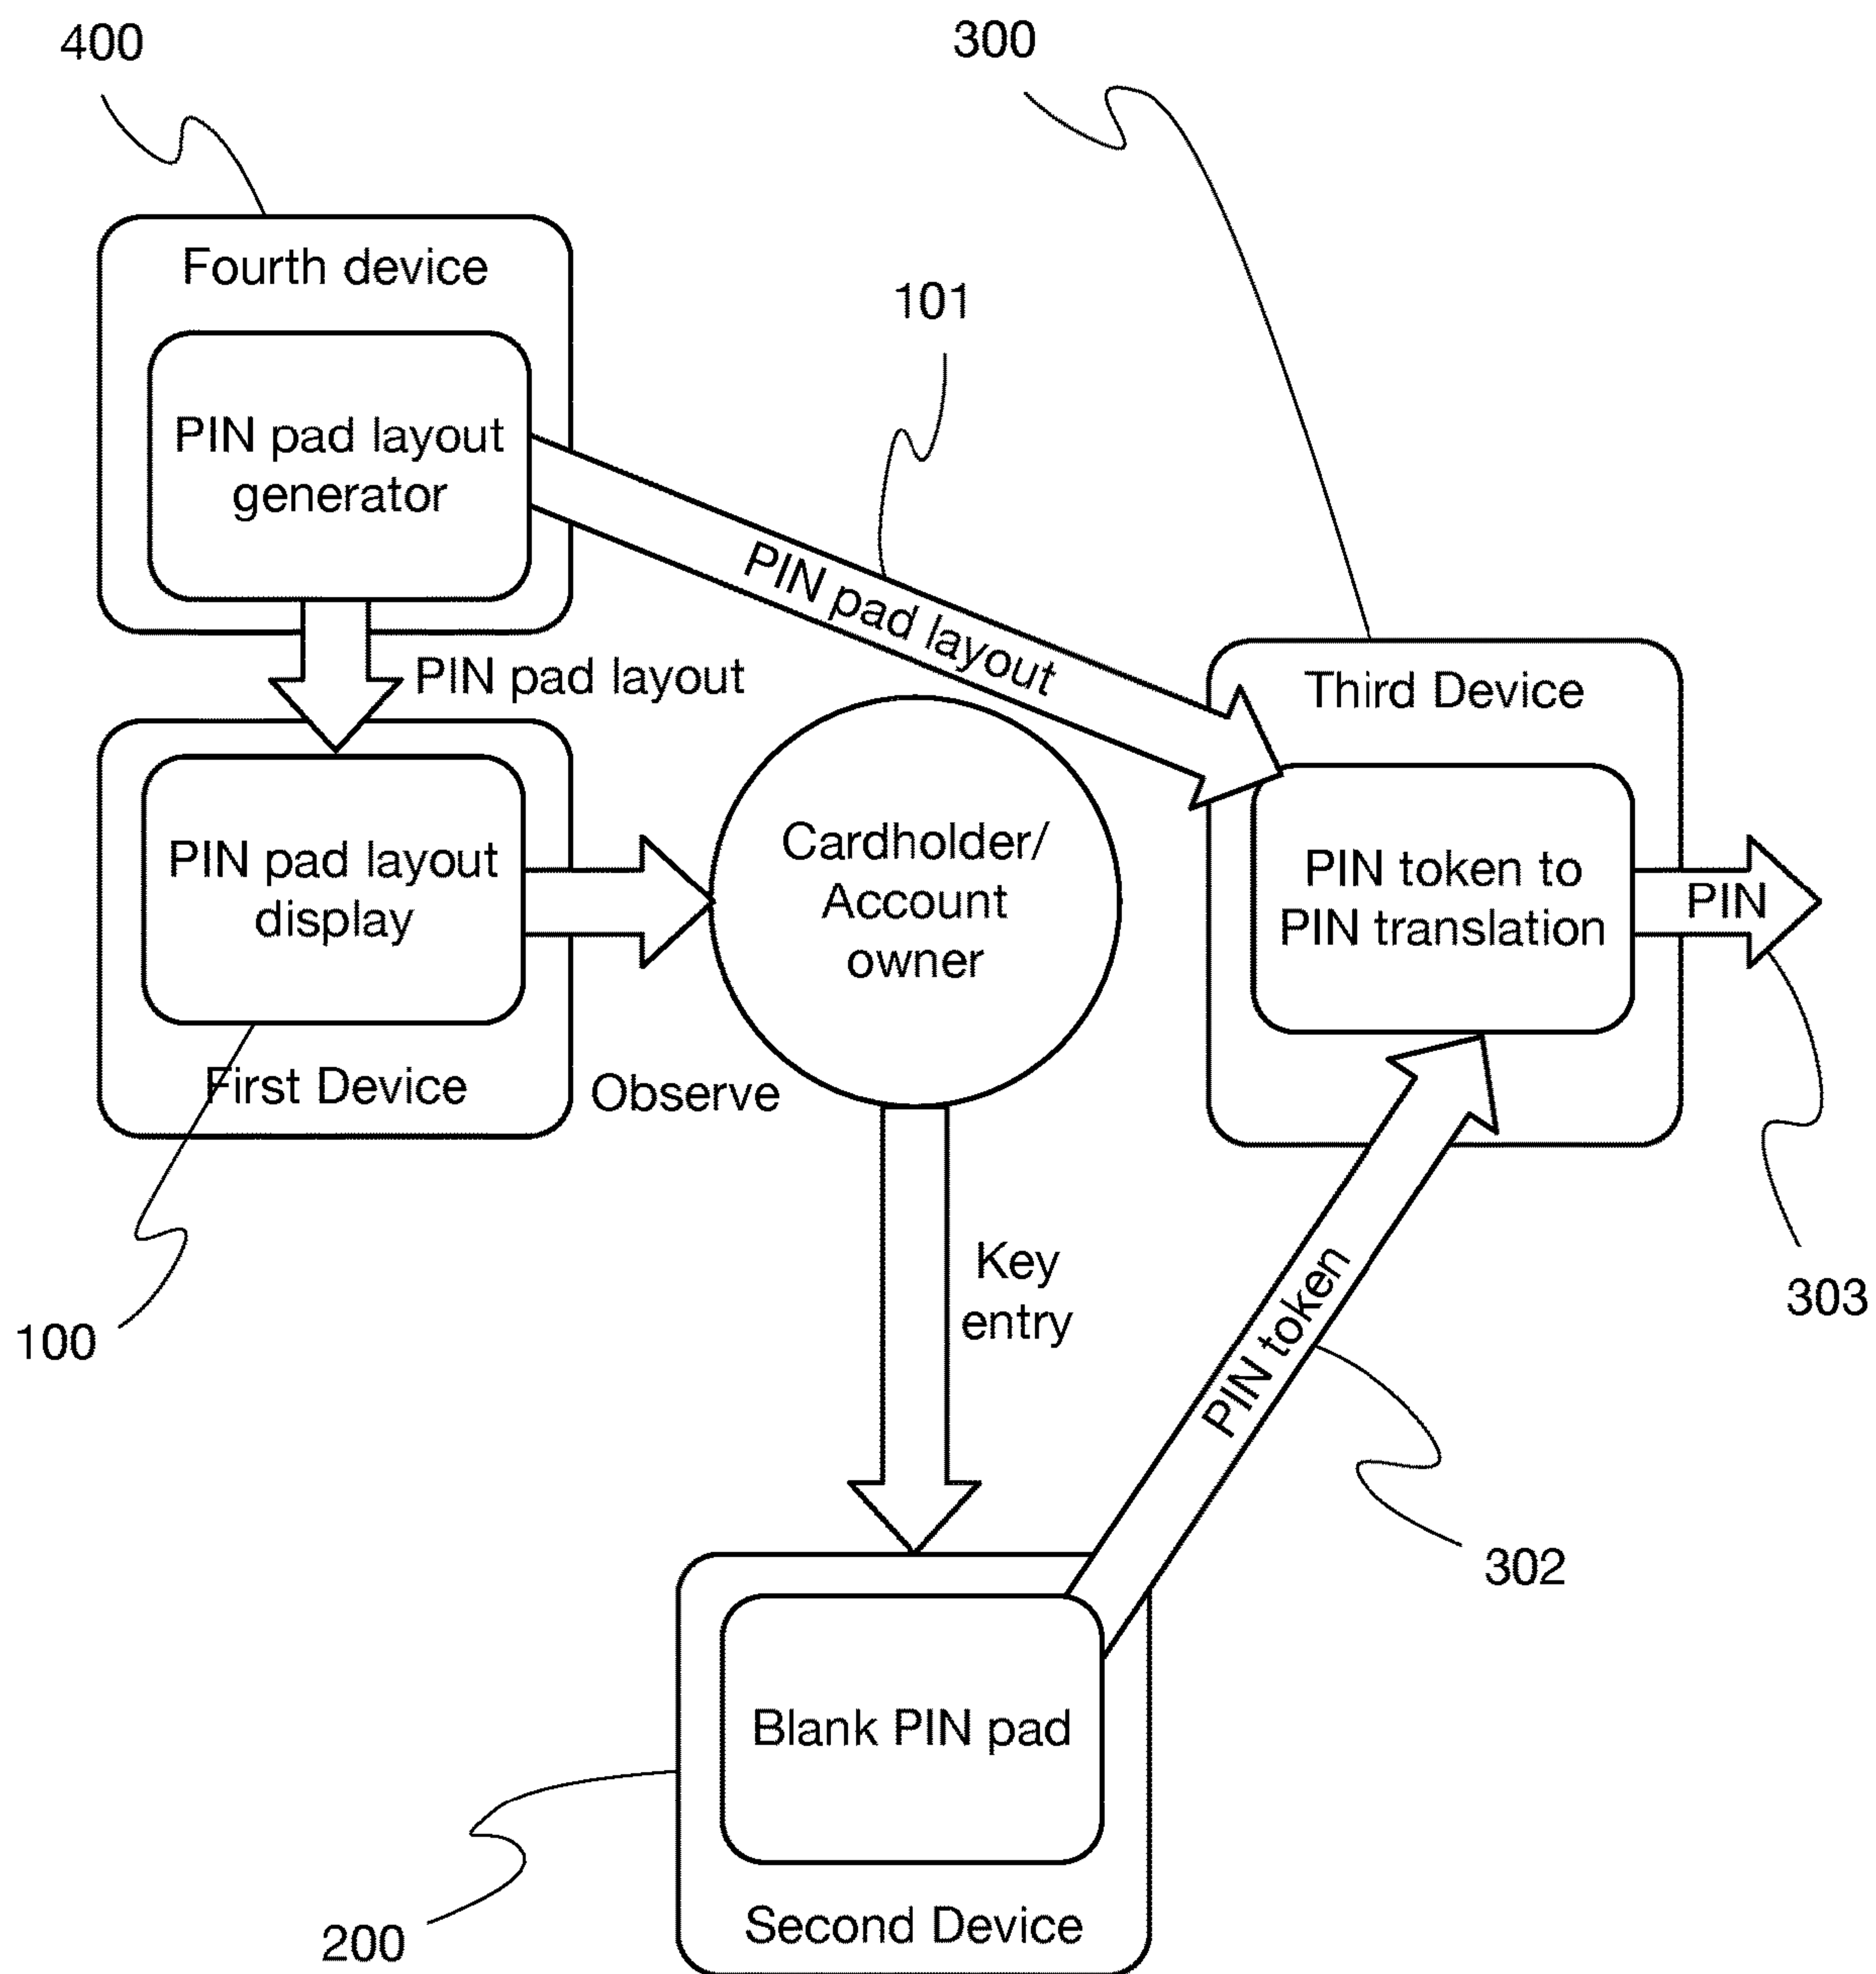 400
300
Fourth device
101
PIN pad layout
generator
PIN pad layout
PIN pad layout
Third Device
PIN pad layout
display
Cardholder/
Account
owner
PIN token to
PIN translation
PIN
First Device
Observe
Key
entry
PIN token
303
100
302
Blank PIN pad
Second Device
200